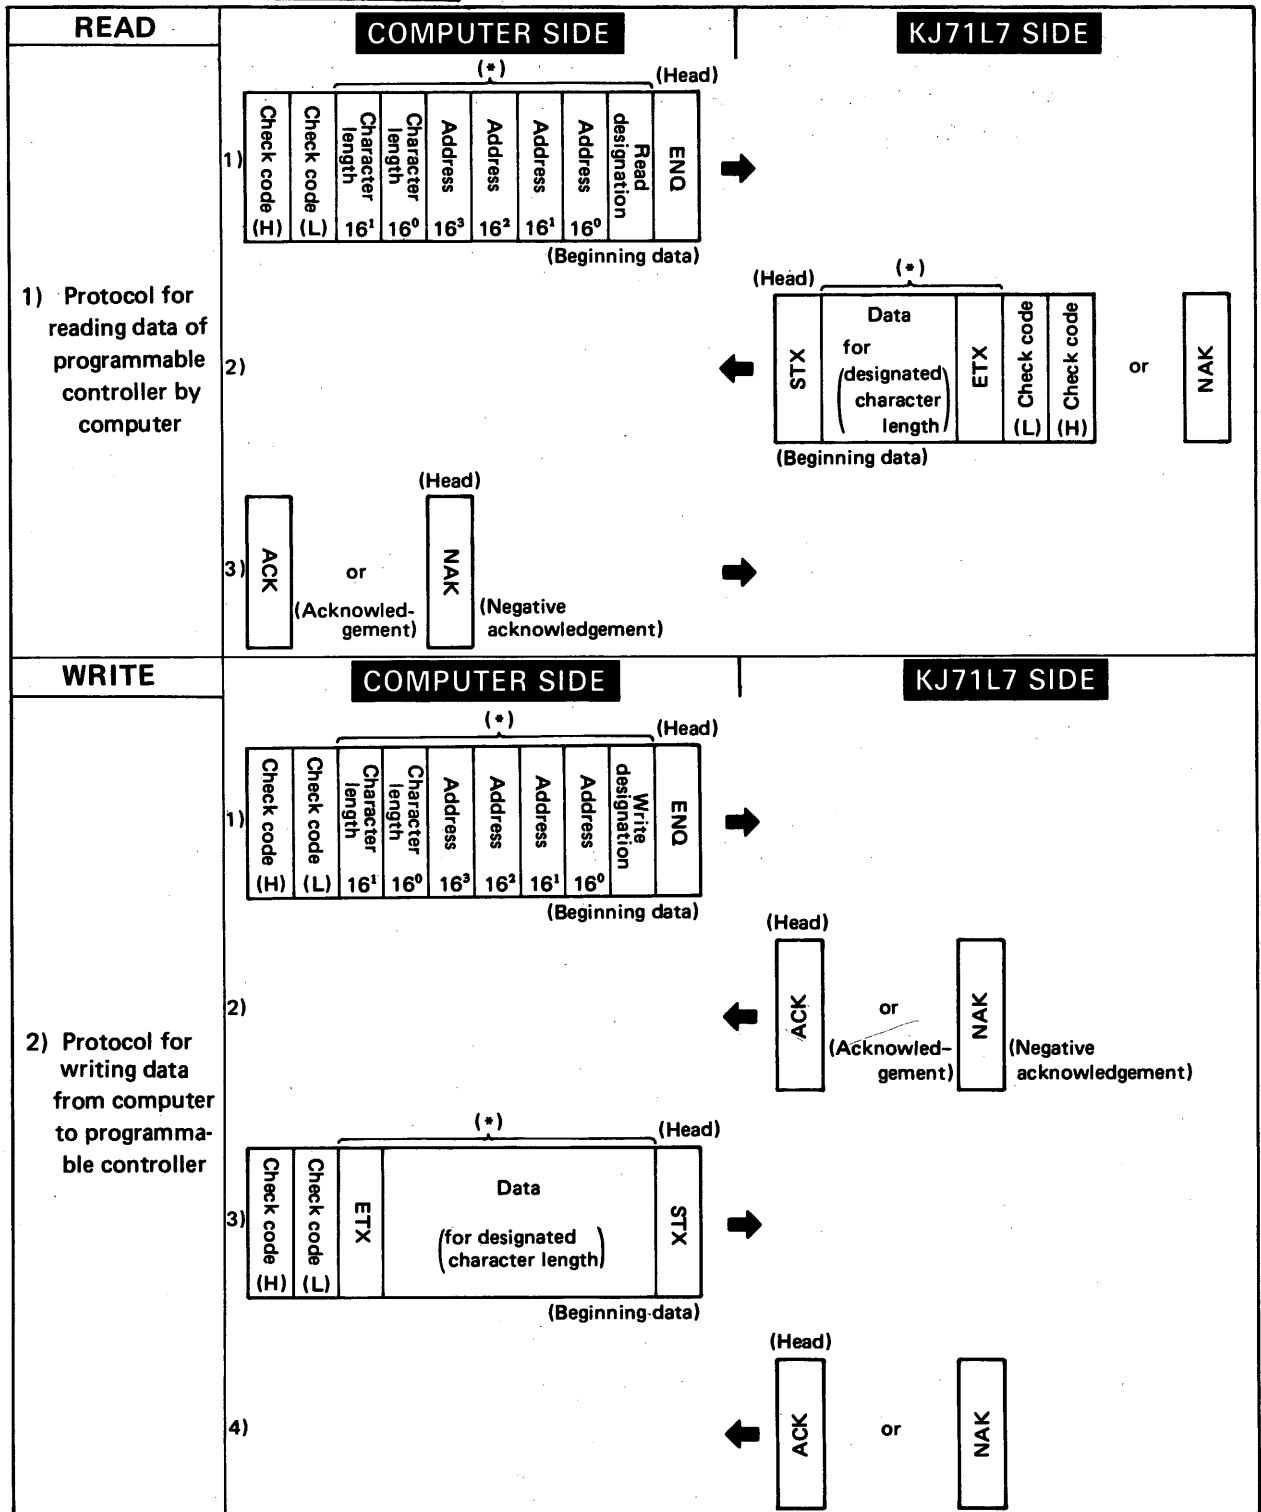 READ
COMPUTER SIDE
KJ71L7 SIDE
1) Protocol for
reading data of
programmable
controller by
computer
(*)
(Head)
1)
Check code (H)
Check code (L)
Character length 16¹
Character length 16⁰
Address 16³
Address 16²
Address 16¹
Address 16⁰
Read designation
ENQ
(Beginning data)
2)
(Head)
(*)
STX
Data
for
(designated
character
length)
ETX
(L) Check code
(H) Check code
or
NAK
(Beginning data)
3)
(Head)
ACK
or
(Acknowled-
gement)
NAK
(Negative
acknowledgement)
WRITE
COMPUTER SIDE
KJ71L7 SIDE
2) Protocol for
writing data
from computer
to programma-
ble controller
(*)
(Head)
1)
Check code (H)
Check code (L)
Character length 16¹
Character length 16⁰
Address 16³
Address 16²
Address 16¹
Address 16⁰
Write designation
ENQ
(Beginning data)
2)
(Head)
ACK
or
(Acknowled-
gement)
NAK
(Negative
acknowledgement)
(*)
(Head)
3)
Check code (H)
Check code (L)
ETX
Data
(for designated
character length)
STX
(Beginning data)
4)
(Head)
ACK
or
NAK